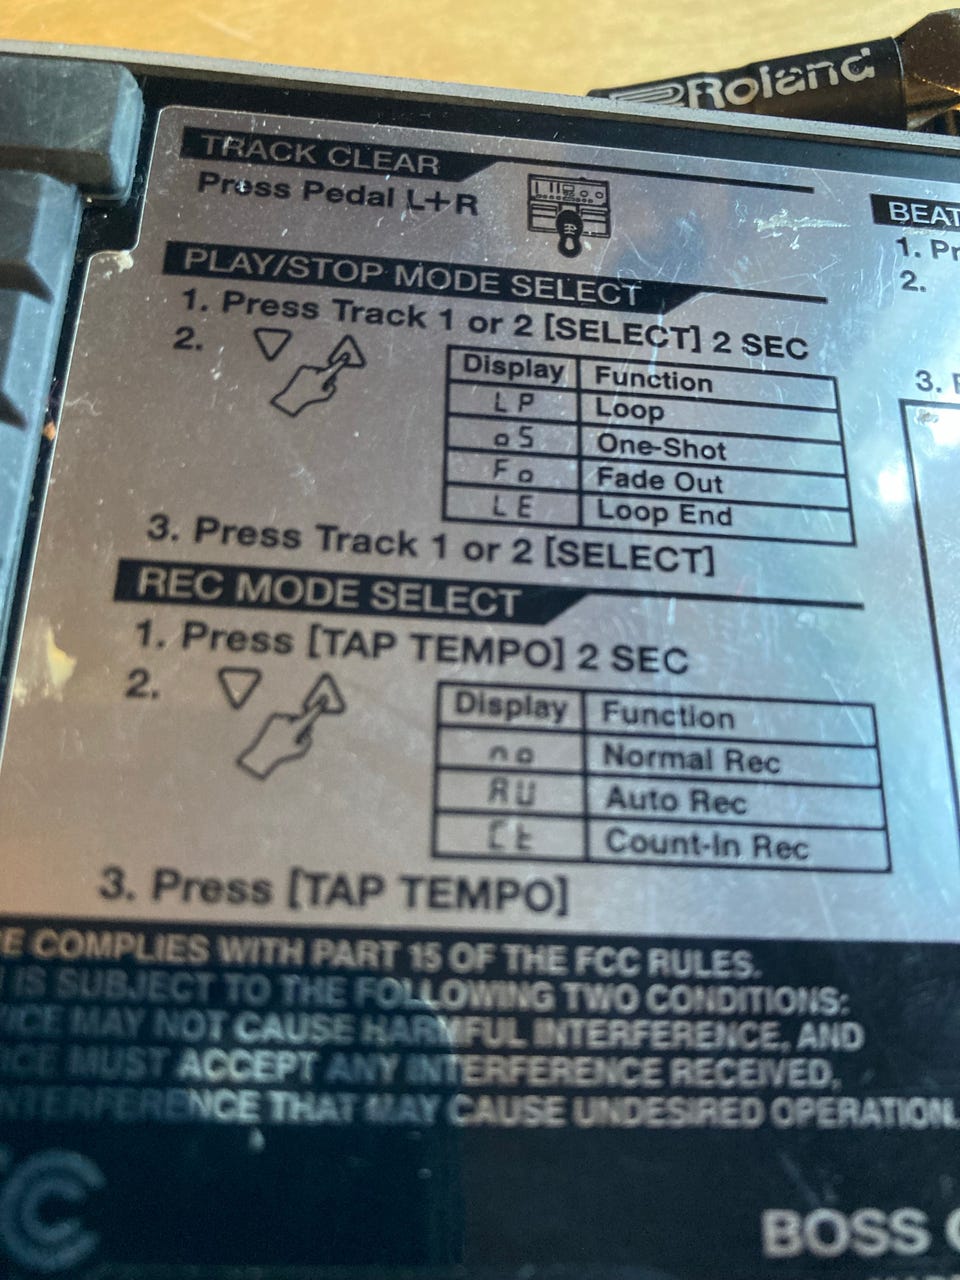 Roland
TRACK CLEAR
Press Pedal L+R
PLAY/STOP MODE SELECT
1. Press Track 1 or 2 [SELECT] 2 SEC
2.
Display Function
LP Loop
oS One-Shot
Fo Fade Out
LE Loop End
3. Press Track 1 or 2 [SELECT]
REC MODE SELECT
1. Press [TAP TEMPO] 2 SEC
2.
Display Function
no Normal Rec
AU Auto Rec
Ct Count-In Rec
3. Press [TAP TEMPO]
BEAT
1. Pr
2.
3.
COMPLIES WITH PART 15 OF THE FCC RULES.
IS SUBJECT TO THE FOLLOWING TWO CONDITIONS:
MAY NOT CAUSE HARMFUL INTERFERENCE, AND
MUST ACCEPT ANY INTERFERENCE RECEIVED,
INTERFERENCE THAT MAY CAUSE UNDESIRED OPERATION.
BOSS